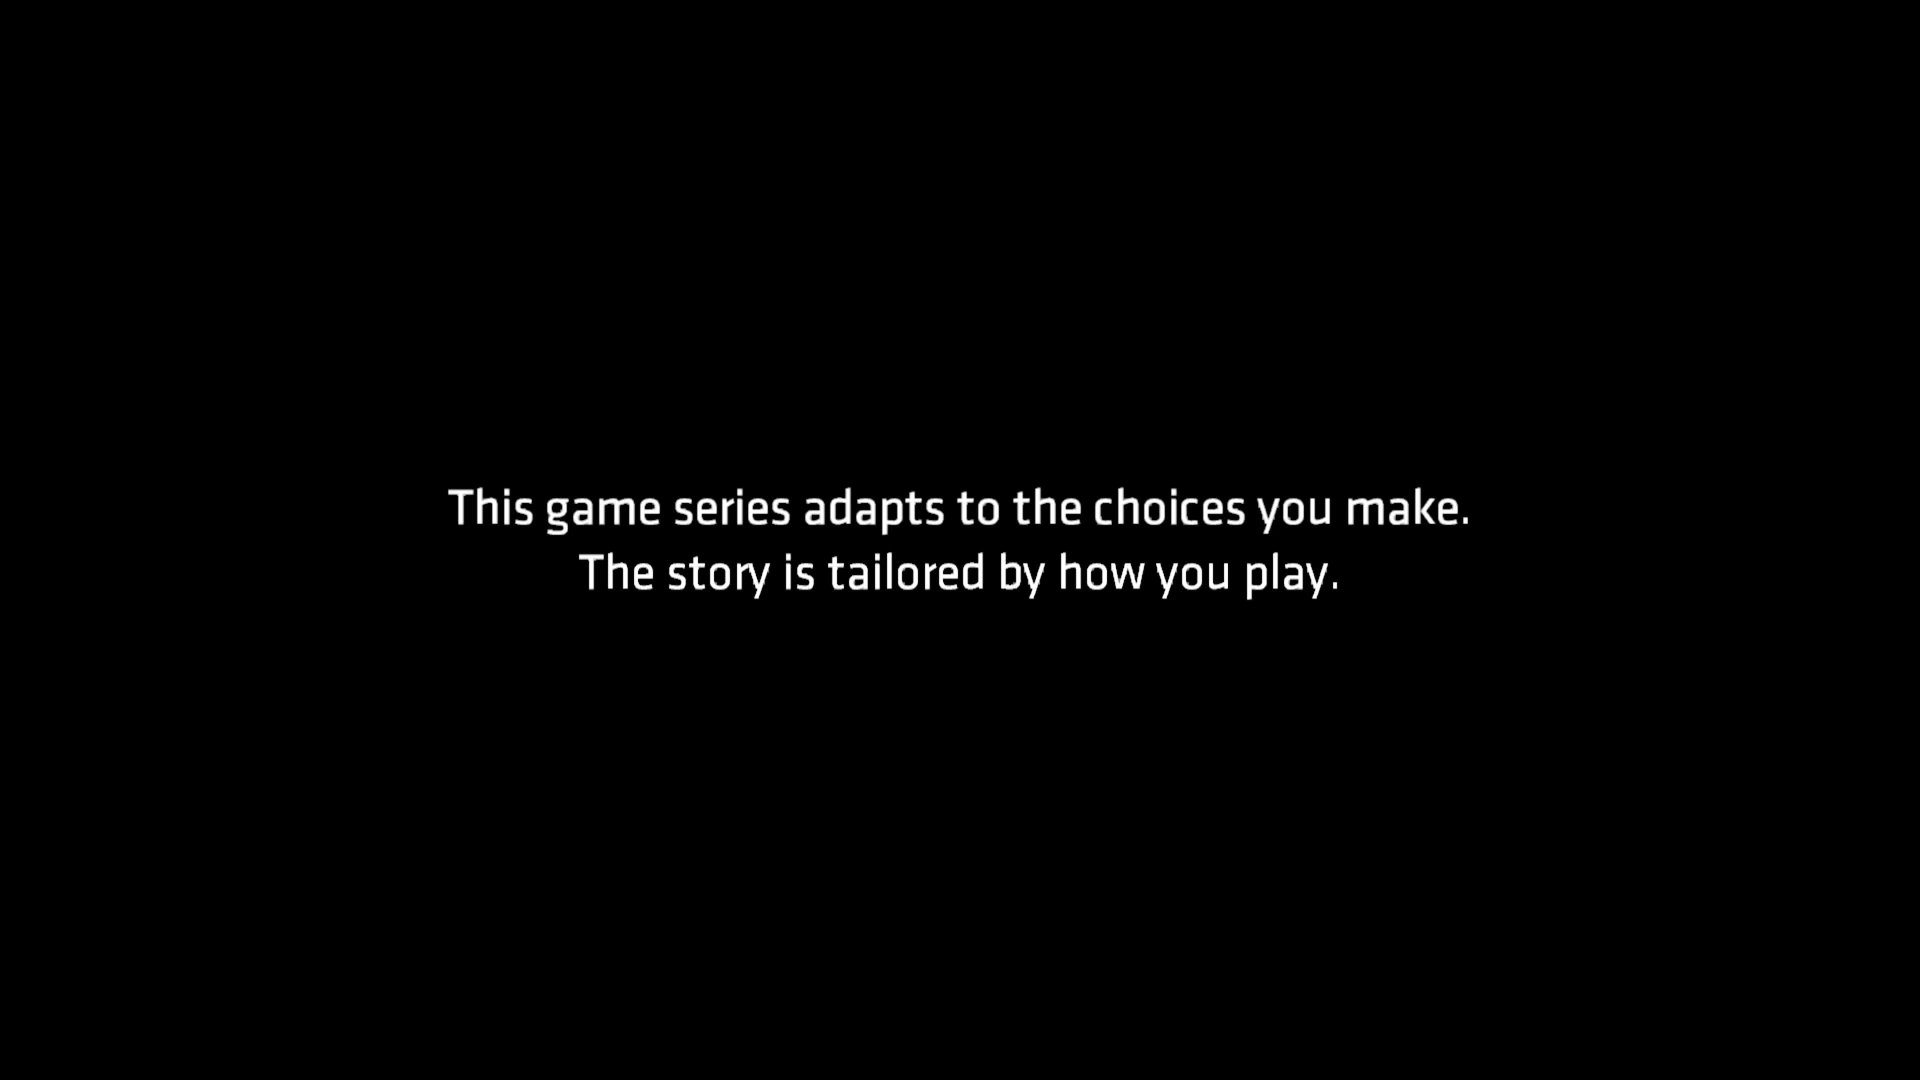 This game series adapts to the choices you make.
The story is tailored by how you play.